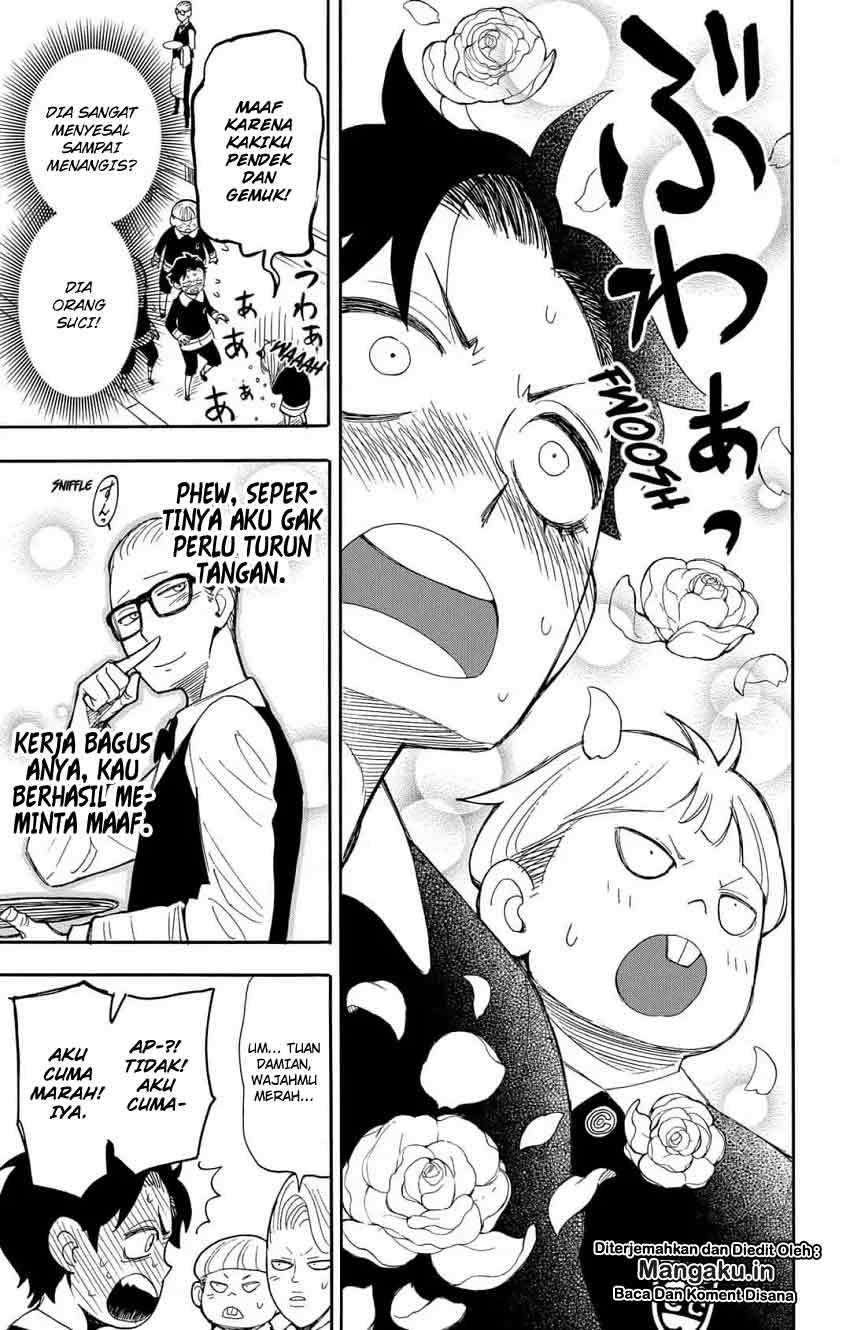 ぶわあっ
FWOOSH
MAAF
KARENA
KAKIKU
PENDEK
DAN
GEMUK!
DIA SANGAT
MENYESAL
SAMPAI
MENANGIS?
DIA
ORANG
SUCI!
うわぁ
ああぁ
あ
WAAAH
PHEW, SEPER-
TINYA AKU GAK
PERLU TURUN
TANGAN.
SNIFFLE
すん…
KERJA BAGUS
ANYA, KAU
BERHASIL ME-
MINTA MAAF.
UM... TUAN
DAMIAN,
WAJAHMU
MERAH...
AP-?!
TIDAK!
AKU
CUMA-
AKU
CUMA
MARAH!
IYA.
C
Diterjemahkan dan Diedit Oleh :
Mangaku.in
Baca Dan Koment Disana